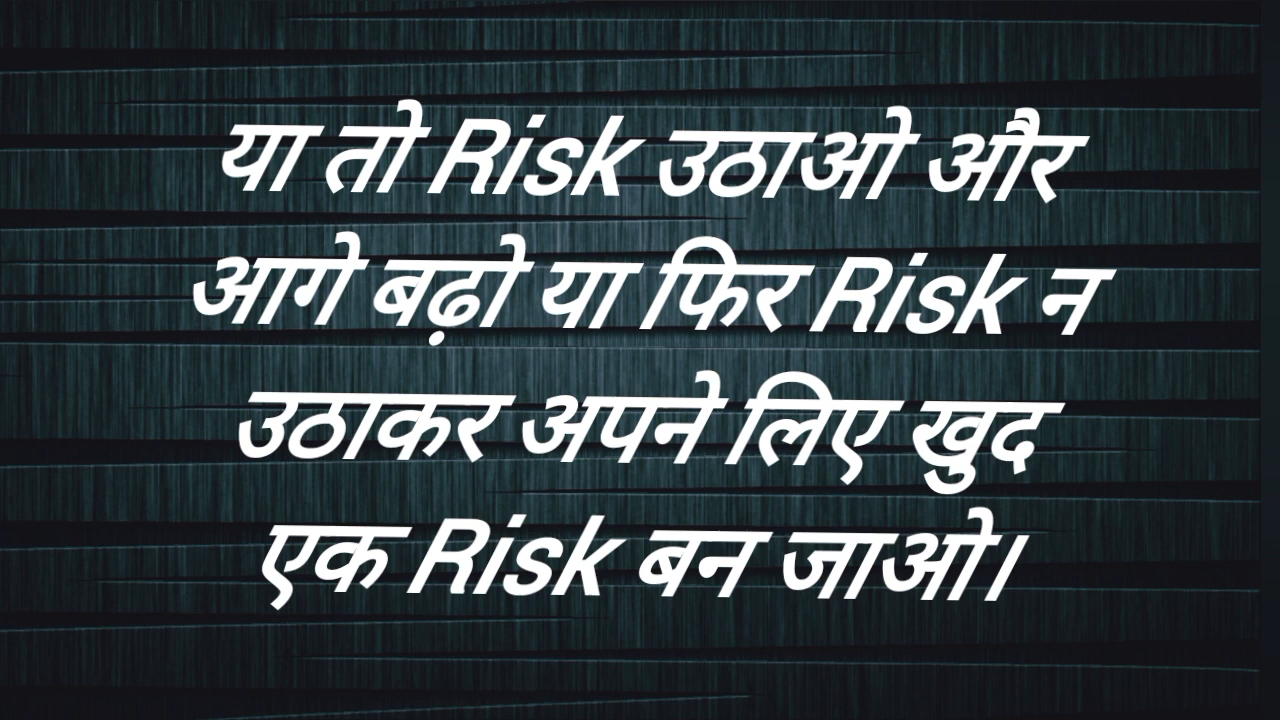 या तो Risk उठाओ और
आगे बढ़ो या फिर Risk न
उठाकर अपने लिए खुद
एक Risk बन जाओ।